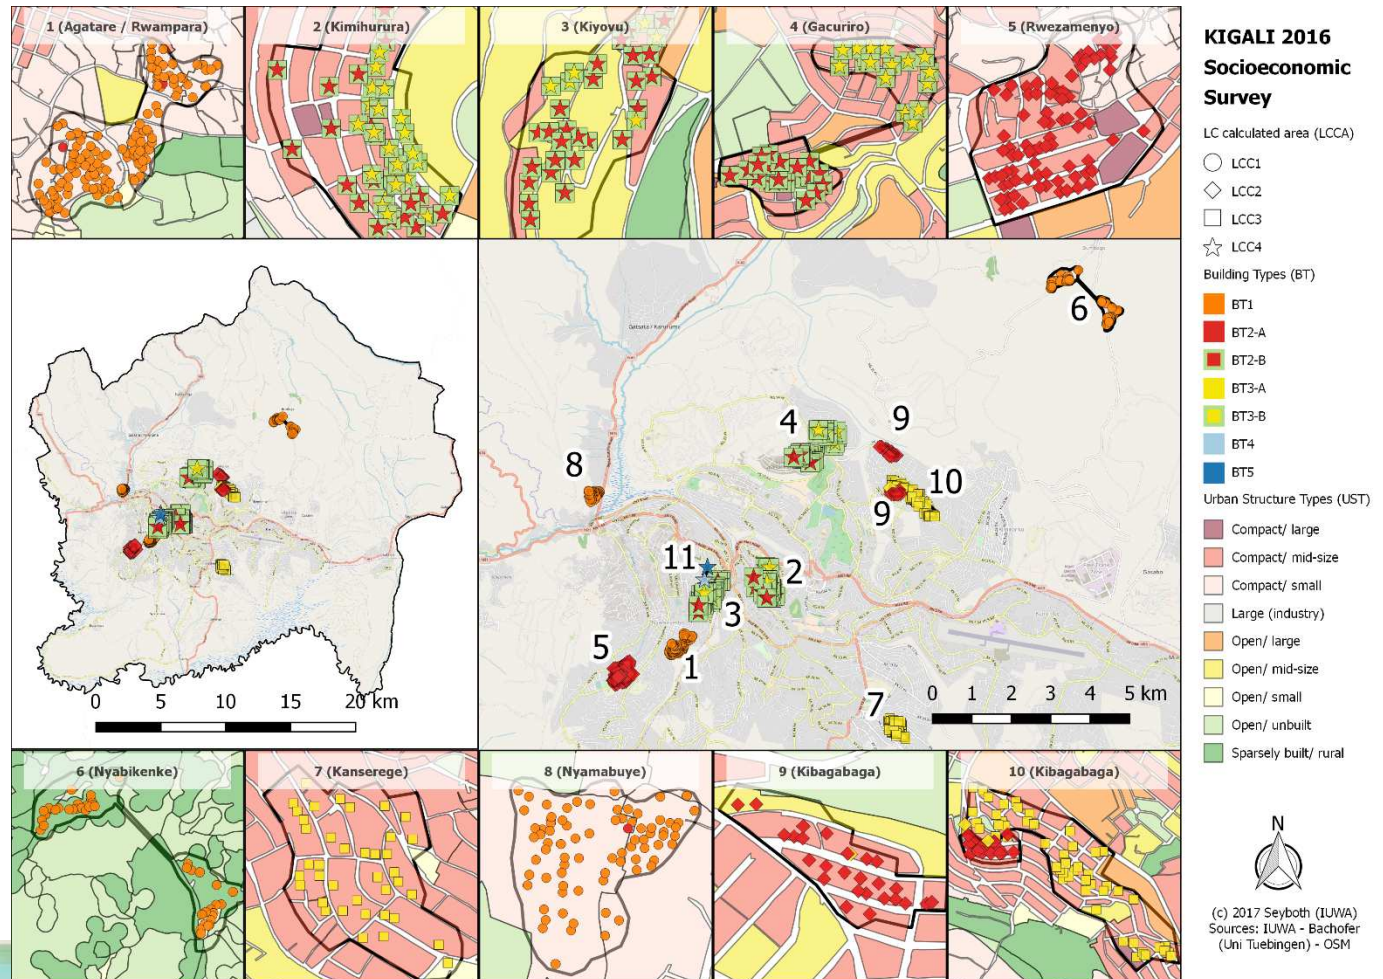 1 (Agatare / Rwampara)
2 (Kimihurura)
3 (Kiyovu)
4 (Gacuriro)
5 (Rwezamenyo)
KIGALI 2016
Socioeconomic
Survey
LC calculated area (LCCA)
LCC1
LCC2
LCC3
LCC4
Building Types (BT)
BT1
BT2-A
BT2-B
BT3-A
BT3-B
BT4
BT5
Urban Structure Types (UST)
Compact/ large
Compact/ mid-size
Compact/ small
Large (industry)
Open/ large
Open/ mid-size
Open/ small
Open/ unbuilt
Sparsely built/ rural
N
(c) 2017 Seyboth (IUWA)
Sources: IUWA - Bachofer
(Uni Tuebingen) - OSM
0 5 10 15 20 km
6
4
9
8
10
9
11
2
3
5
1
7
0 1 2 3 4 5 km
6 (Nyabikenke)
7 (Kanserege)
8 (Nyamabuye)
9 (Kibagabaga)
10 (Kibagabaga)